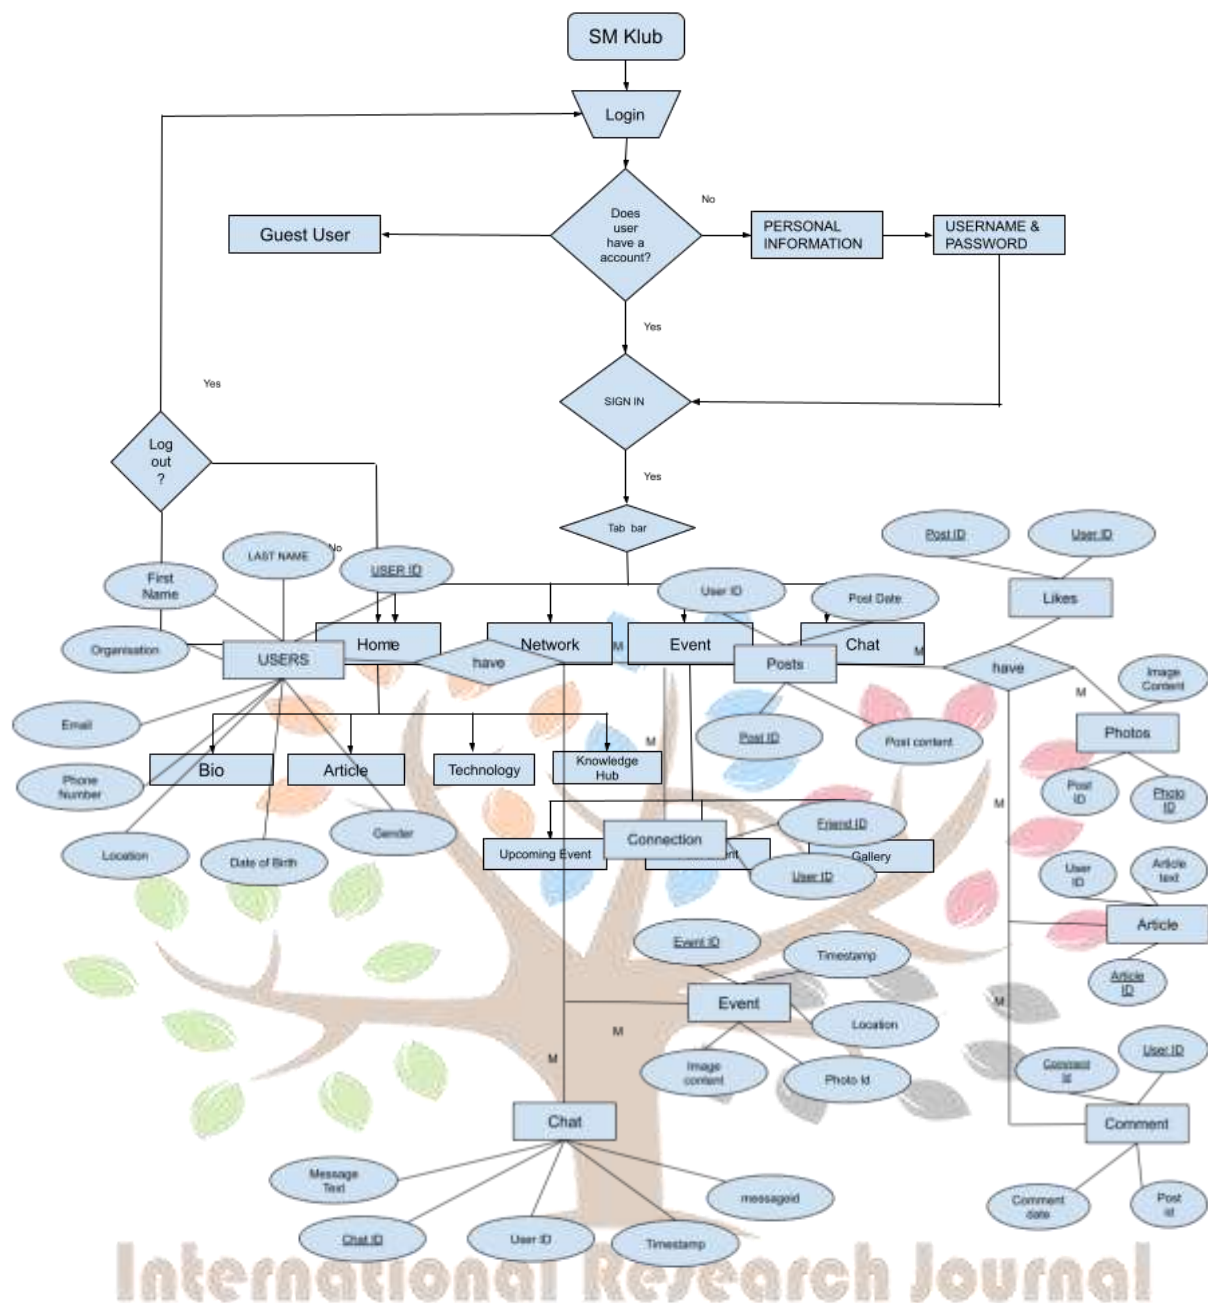 SM Klub
Login
Does
user
have a
account?
No
Guest User
PERSONAL
INFORMATION
USERNAME &
PASSWORD
Yes
SIGN IN
Yes
Log
out
?
Yes
Tab bar
No
LAST NAME
USER ID
First
Name
Organisation
USERS
Home
have
Network
M
Event
Chat
M
User ID
Post Date
Posts
Post ID
Post content
Post ID
User ID
Likes
have
M
Image
Content
Photos
Post
ID
Photo
ID
Email
Phone
Number
Location
Date of Birth
Gender
Bio
Article
Technology
Knowledge
Hub
M
M
Upcoming Event
Connection
Friend ID
User ID
Gallery
User
ID
Article
text
Article
Article
ID
M
Event ID
Timestamp
Event
Location
Image
content
Photo Id
M
M
Comment
Id
User ID
Comment
Comment
date
Post
id
Chat
Message
Text
Chat ID
User ID
Timestamp
messageid
International Research Journal